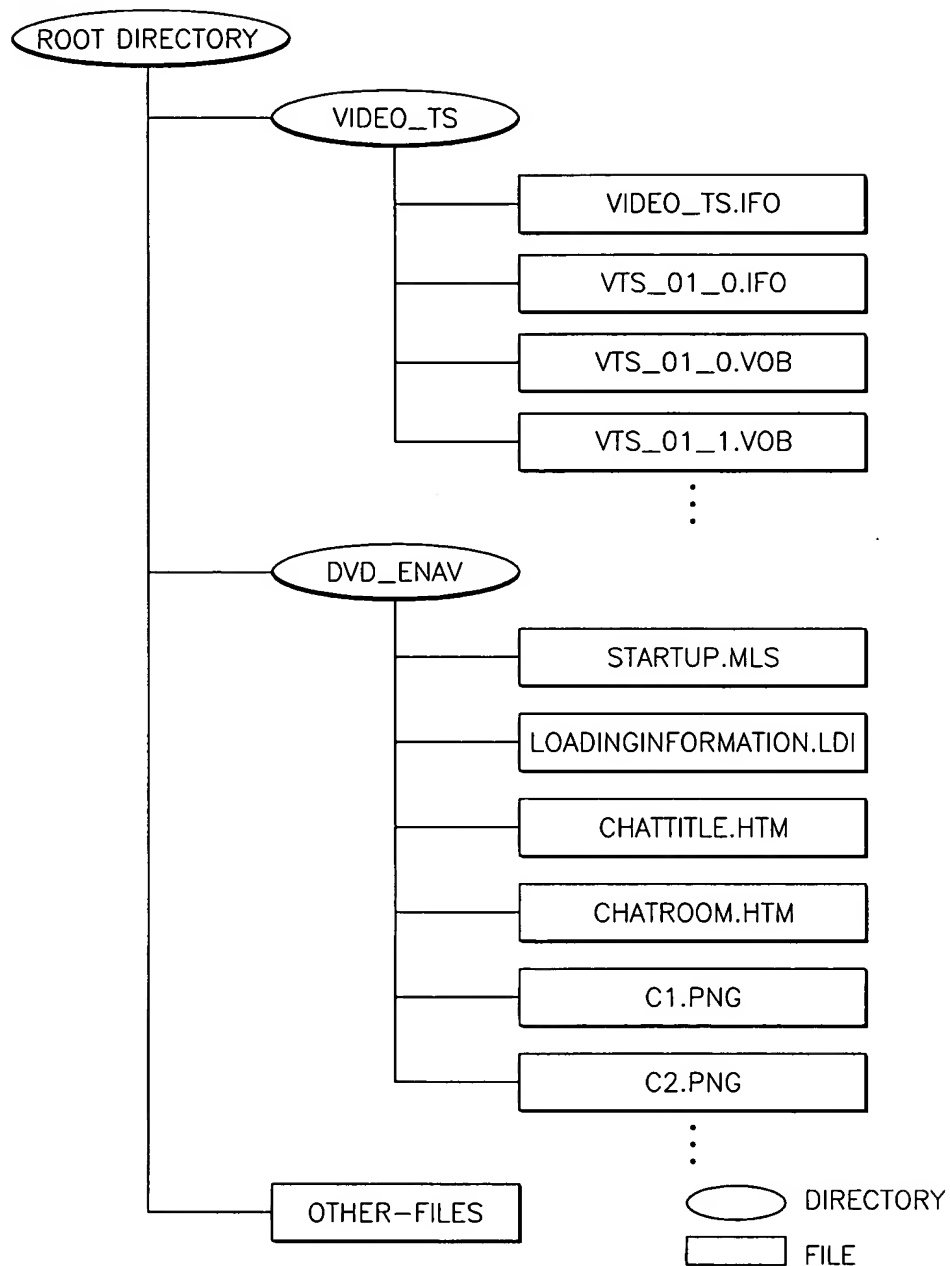 ROOT DIRECTORY
VIDEO_TS
VIDEO_TS.IFO
VTS_01_0.IFO
VTS_01_0.VOB
VTS_01_1.VOB
DVD_ENAV
STARTUP.MLS
LOADINGINFORMATION.LDI
CHATTITLE.HTM
CHATROOM.HTM
C1.PNG
C2.PNG
OTHER-FILES
DIRECTORY
FILE